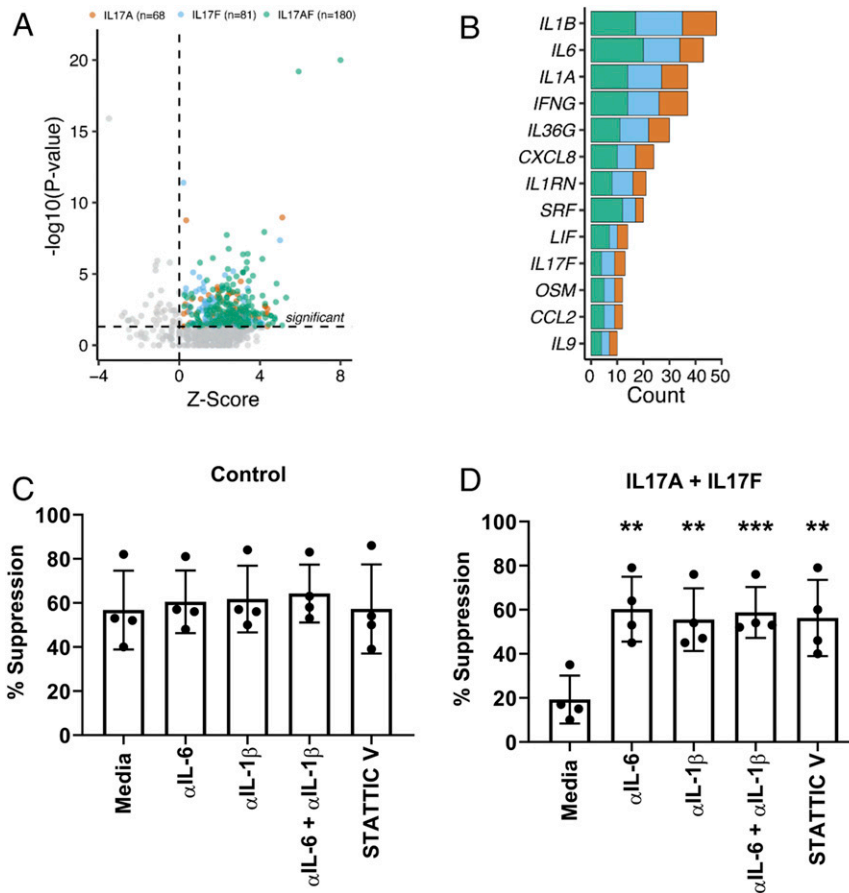 A
IL17A (n=68 IL17F (n=81) IL17AF (n=180)
20
15
10
5
0
-log10(P-value)
significant
-4 0 4 8
Z-Score
B
IL1B
IL6
IL1A
IFNG
IL36G
CXCL8
IL1RN
SRF
LIF
IL17F
OSM
CCL2
IL9
0 10 20 30 40 50
Count
C
Control
100
80
60
40
20
0
% Suppression
Media
αIL-6
αIL-1β
αIL-6 + αIL-1β
STATTIC V
D
IL17A + IL17F
100
80
60
40
20
0
% Suppression
** ** *** **
Media
αIL-6
αIL-1β
αIL-6 + αIL-1β
STATTIC V